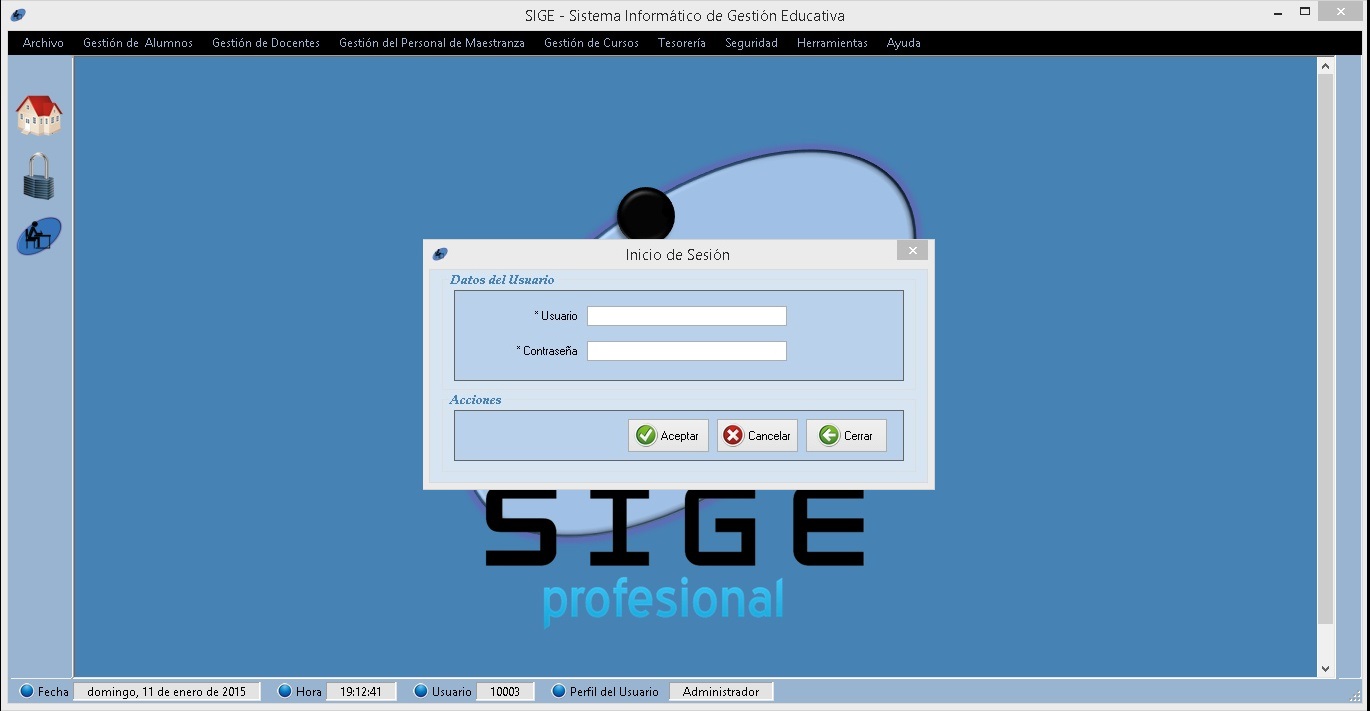 SIGE - Sistema Informático de Gestión Educativa
Archivo Gestión de Alumnos Gestión de Docentes Gestión del Personal de Maestranza Gestión de Cursos Tesorería Seguridad Herramientas Ayuda
Inicio de Sesión
Datos del Usuario
* Usuario
* Contraseña
Acciones
Aceptar Cancelar Cerrar
SIGE
profesional
Fecha domingo, 11 de enero de 2015 Hora 19:12:41 Usuario 10003 Perfil del Usuario Administrador